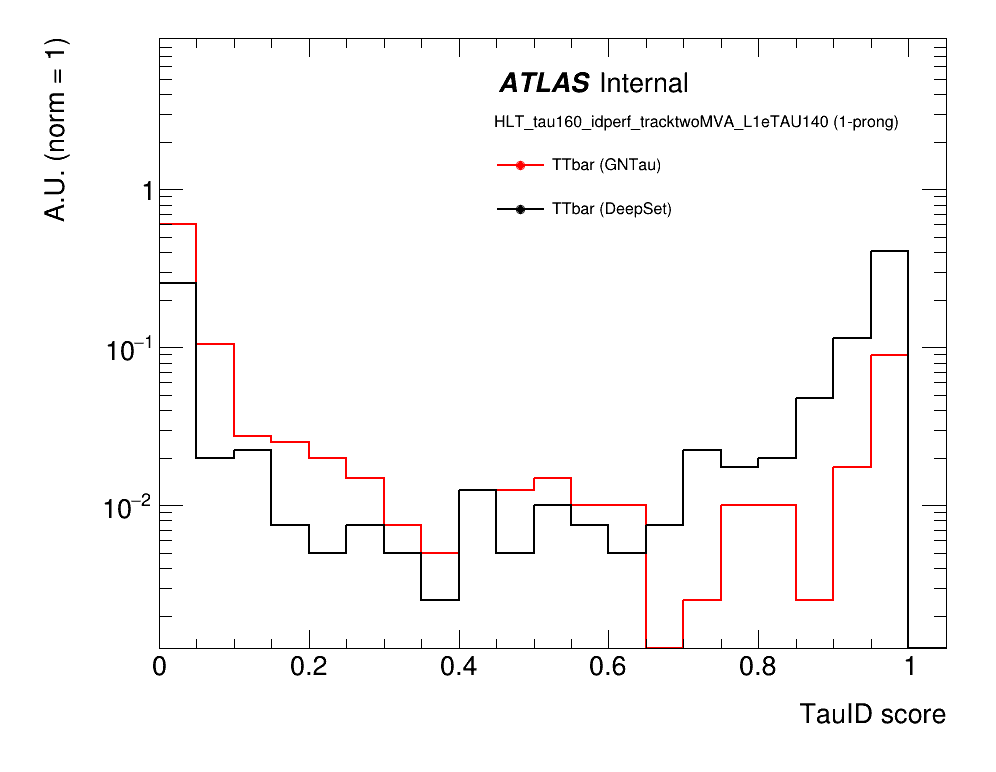 A.U. (norm = 1)
ATLAS Internal
HLT_tau160_idperf_tracktwoMVA_L1eTAU140 (1-prong)
TTbar (GNTau)
TTbar (DeepSet)
1
10⁻¹
10⁻²
0 0.2 0.4 0.6 0.8 1
TauID score